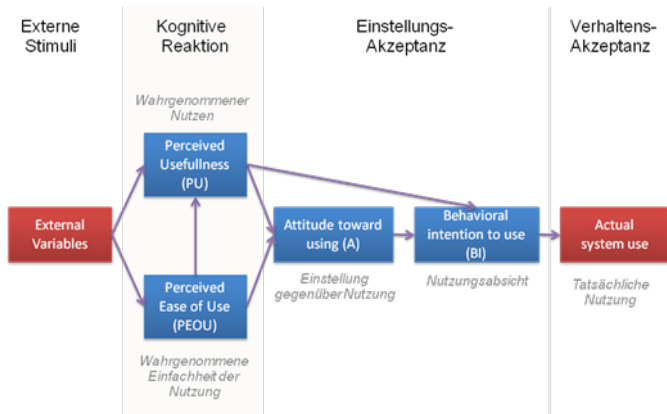 Externe
Stimuli
Kognitive
Reaktion
Einstellungs-
Akzeptanz
Verhaltens-
Akzeptanz
Wahrgenommener
Nutzen
Perceived
Usefullness
(PU)
External
Variables
Attitude toward
using (A)
Behavioral
intention to use
(BI)
Actual
system use
Einstellung
gegenüber Nutzung
Nutzungsabsicht
Tatsächliche
Nutzung
Perceived
Ease of Use
(PEOU)
Wahrgenommene
Einfachheit der
Nutzung